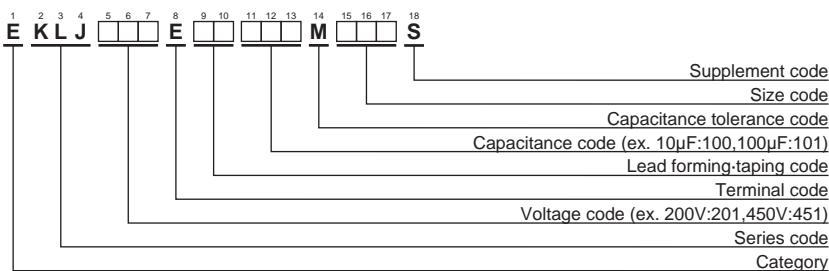 1 2 3 4 5 6 7 8 9 10 11 12 13 14 15 16 17 18
E K L J E M S
Supplement code
Size code
Capacitance tolerance code
Capacitance code (ex. 10µF:100,100µF:101)
Lead forming·taping code
Terminal code
Voltage code (ex. 200V:201,450V:451)
Series code
Category